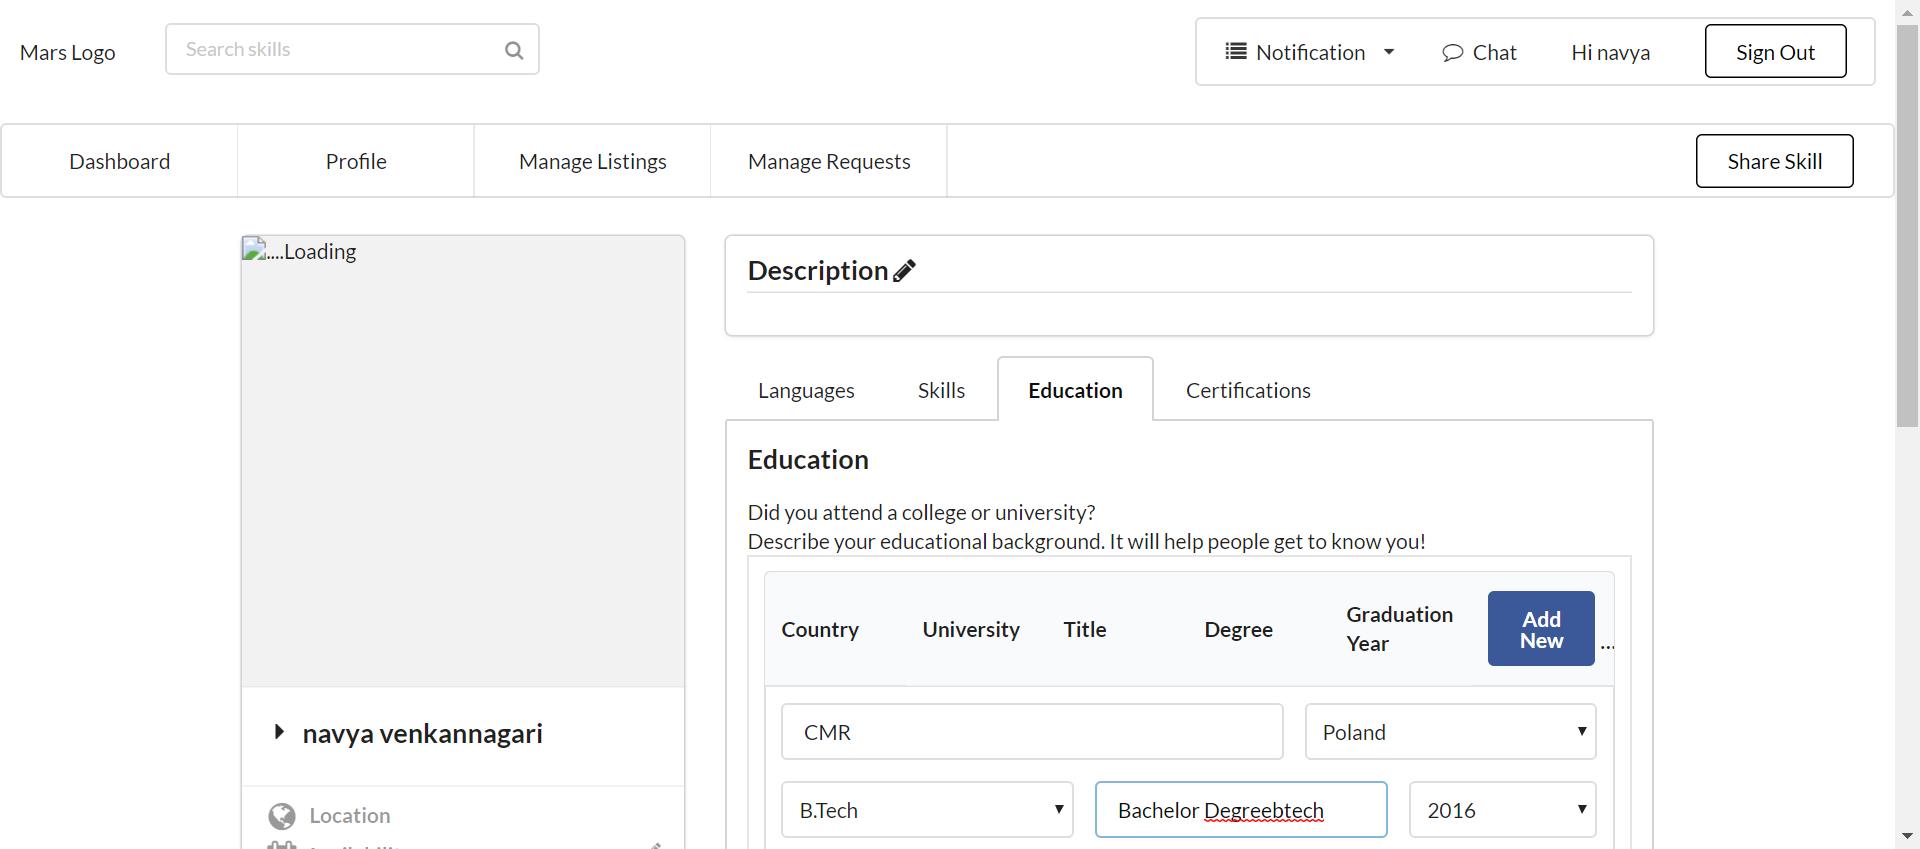 Mars Logo
Search skills
Notification
Chat
Hi navya
Sign Out
Dashboard
Profile
Manage Listings
Manage Requests
Share Skill
....Loading
Description
Languages
Skills
Education
Certifications
Education
Did you attend a college or university?
Describe your educational background. It will help people get to know you!
Country
University
Title
Degree
Graduation
Year
Add
New
...
CMR
Poland
B.Tech
Bachelor Degreebtech
2016
navya venkannagari
Location